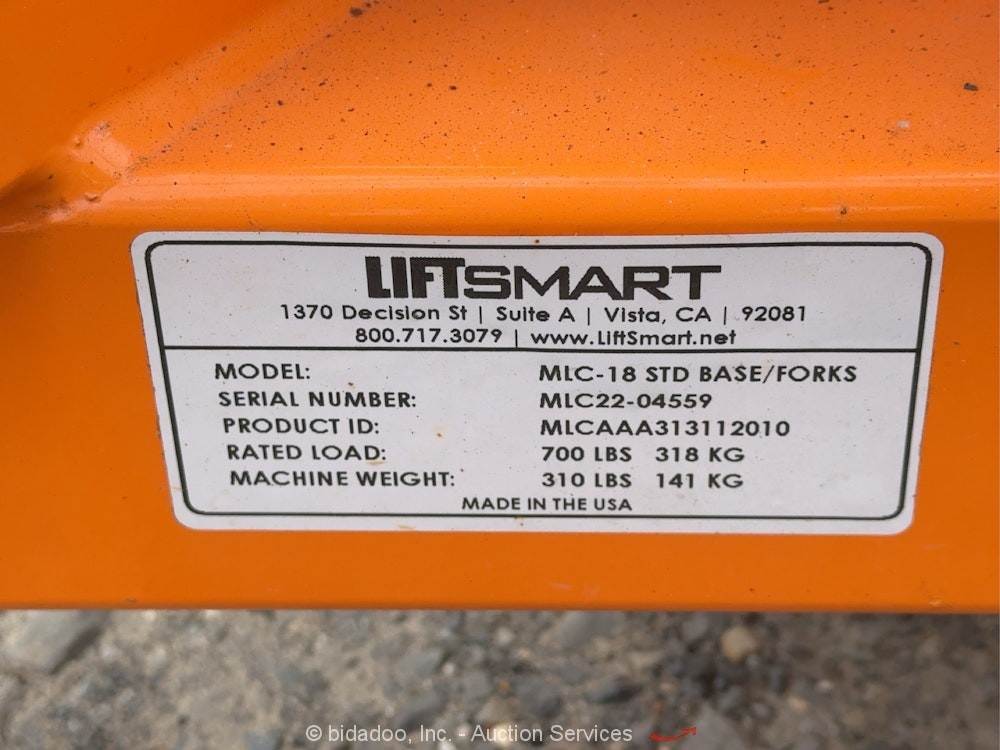 LIFTSMART
1370 Decision St | Suite A | Vista, CA | 92081
800.717.3079 | www.LiftSmart.net
MODEL: MLC-18 STD BASE/FORKS
SERIAL NUMBER: MLC22-04559
PRODUCT ID: MLCAAA313112010
RATED LOAD: 700 LBS 318 KG
MACHINE WEIGHT: 310 LBS 141 KG
MADE IN THE USA
© bidadoo, Inc. - Auction Services